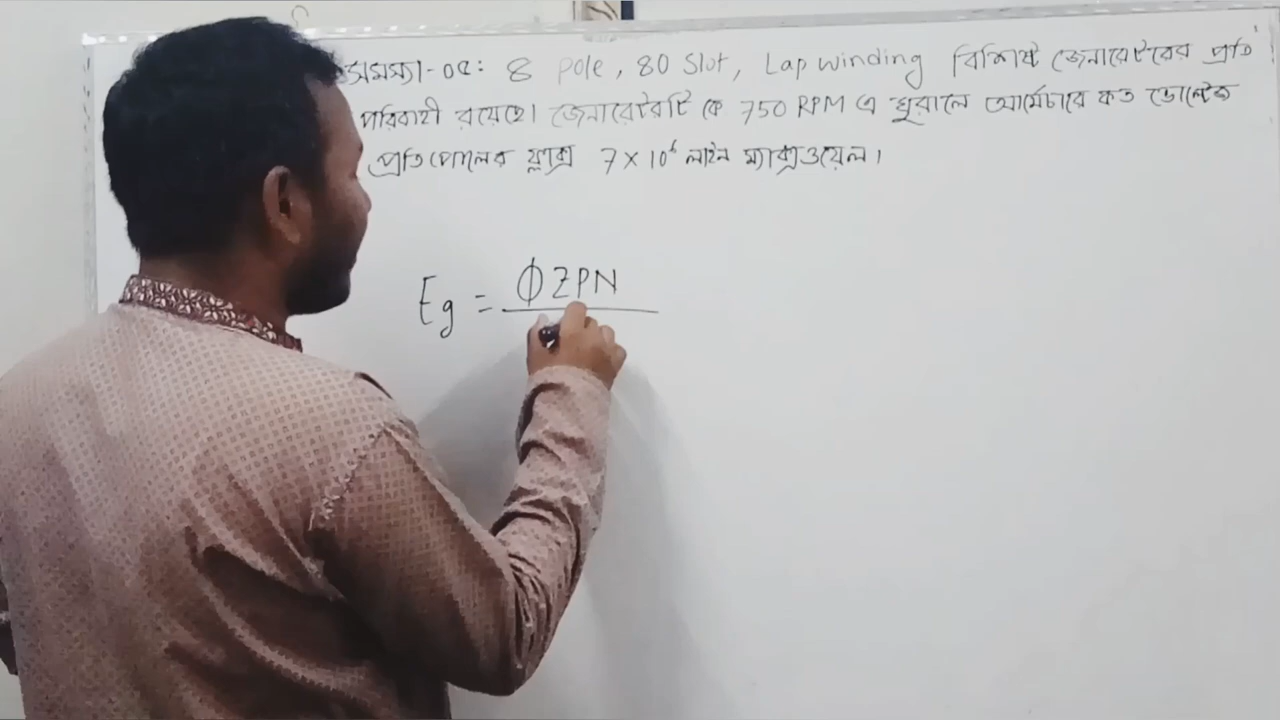 সমস্যা-০৫: 8 pole, 80 Slot, Lap winding বিশিষ্ট জেনারেটরের প্রতি
পরিবাহী রয়েছে। জেনারেটরটি কে 750 RPM এ ঘুরালে আর্মেচারে কত ভোল্টেজ
প্রতিপোলের ফ্লাক্স 7 × 10⁶ লাইন ম্যাক্সওয়েল।
Eg = ΦZPN